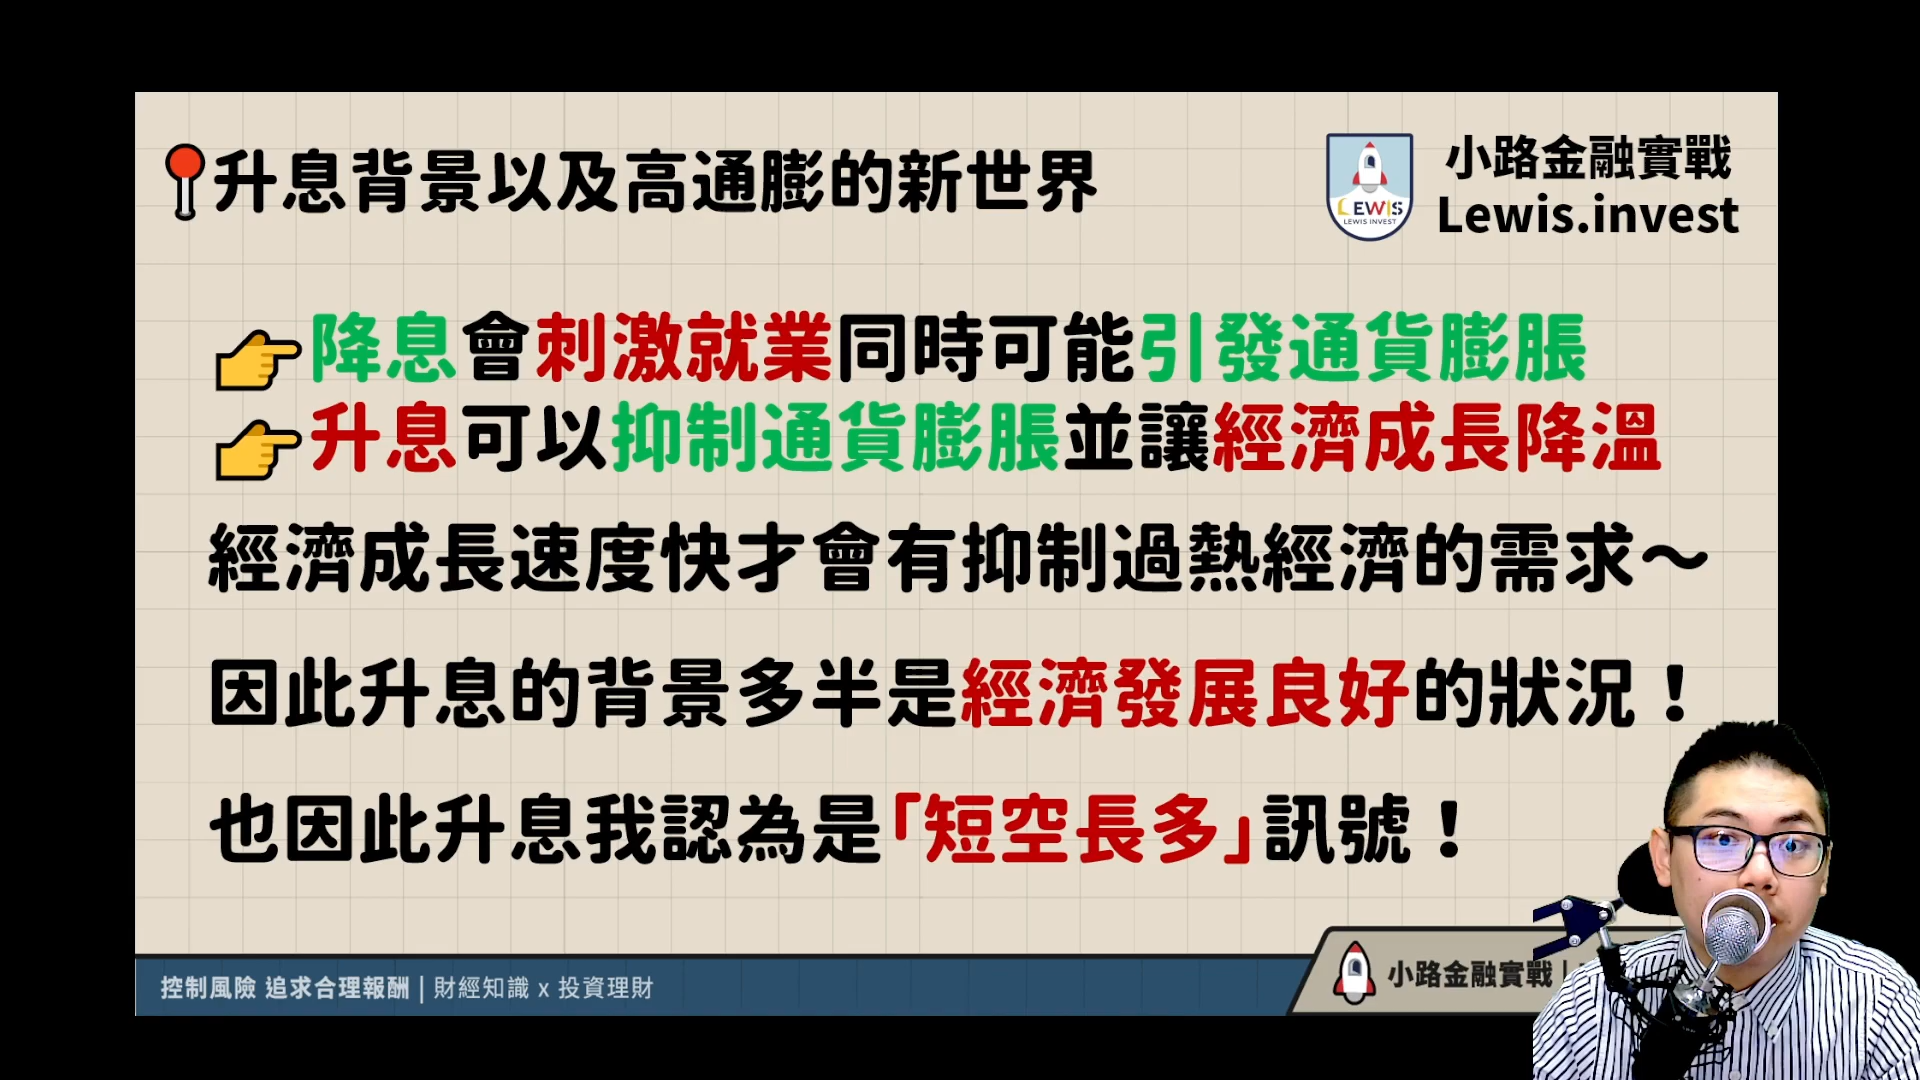 升息背景以及高通膨的新世界
小路金融實戰
Lewis.invest
LEWIS
LEWIS INVEST
降息會刺激就業同時可能引發通貨膨脹
升息可以抑制通貨膨脹並讓經濟成長降溫
經濟成長速度快才會有抑制過熱經濟的需求～
因此升息的背景多半是經濟發展良好的狀況！
也因此升息我認為是「短空長多」訊號！
控制風險 追求合理報酬 | 財經知識 x 投資理財
小路金融實戰 |